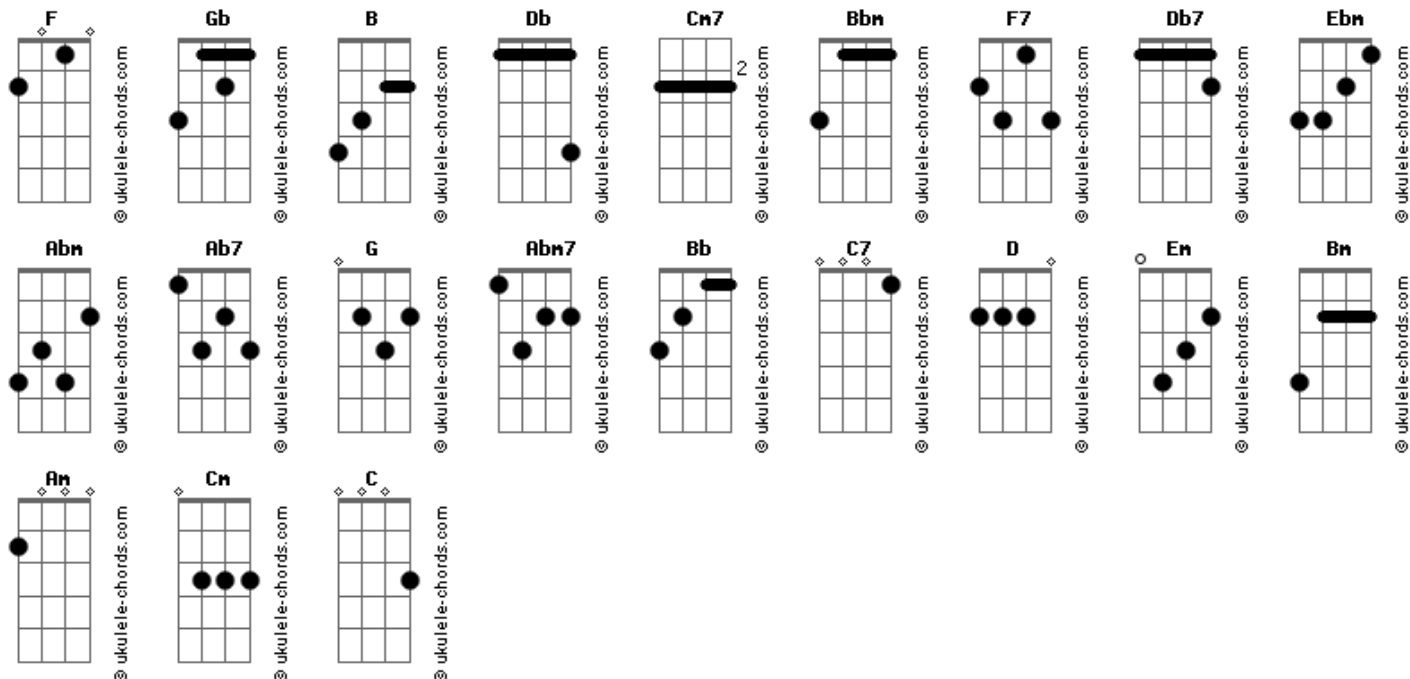 F Gb B Db Cm7 Bbm F7 Db7 Ebm
2
© ukulele-chords.com © ukulele-chords.com © ukulele-chords.com © ukulele-chords.com © ukulele-chords.com © ukulele-chords.com © ukulele-chords.com © ukulele-chords.com © ukulele-chords.com
Abm Ab7 G Abm7 Bb C7 D Em Bm
© ukulele-chords.com © ukulele-chords.com © ukulele-chords.com © ukulele-chords.com © ukulele-chords.com © ukulele-chords.com © ukulele-chords.com © ukulele-chords.com © ukulele-chords.com
Am Cm C
© ukulele-chords.com © ukulele-chords.com © ukulele-chords.com